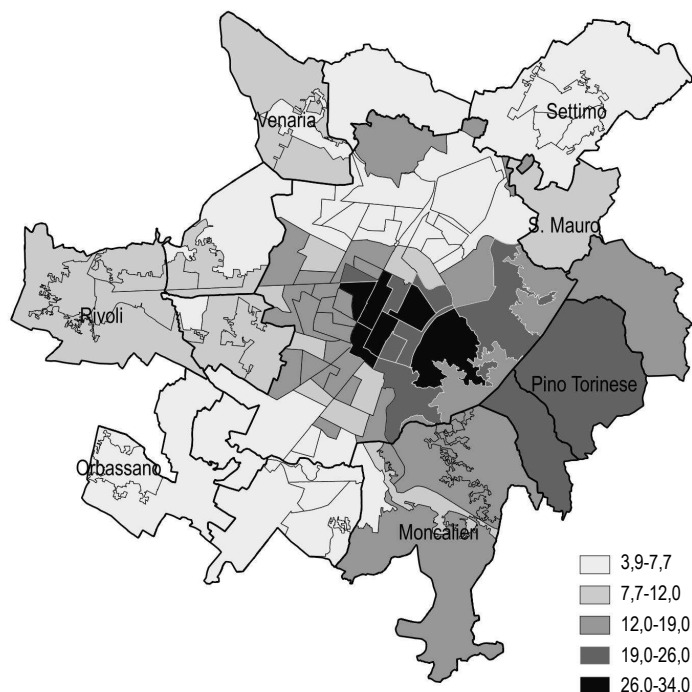 Venaria
Settimo
S. Mauro
Rivoli
Pino Torinese
Orbassano
Moncalieri
3,9-7,7
7,7-12,0
12,0-19,0
19,0-26,0
26,0-34,0